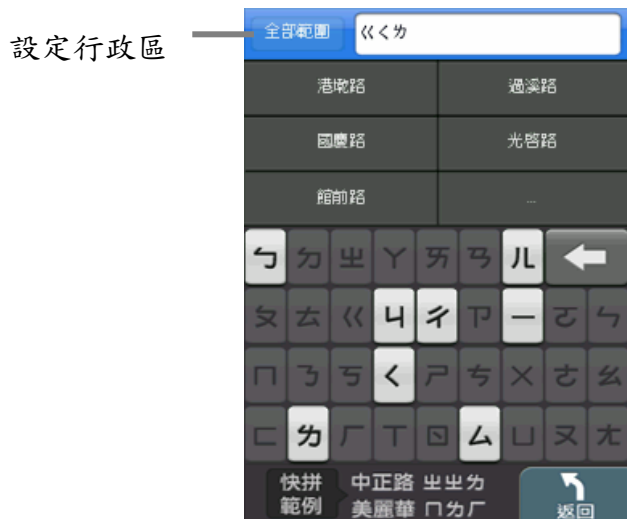 設定行政區
全部範圍 ㄍㄑㄌ
港墘路 過溪路
國慶路 光啓路
館前路 ...
ㄅ ㄉ ㄓ ㄚ ㄞ ㄢ ㄦ
ㄆ ㄊ ㄍ ㄐ ㄔ ㄗ ㄧ ㄛ ㄣ
ㄇ ㄋ ㄎ ㄑ ㄕ ㄘ ㄨ ㄜ ㄠ
ㄈ ㄌ ㄏ ㄒ ㄖ ㄙ ㄩ ㄡ ㄤ
快拼 中正路 ㄓㄓㄌ
範例 美麗華 ㄇㄌㄏ
返回